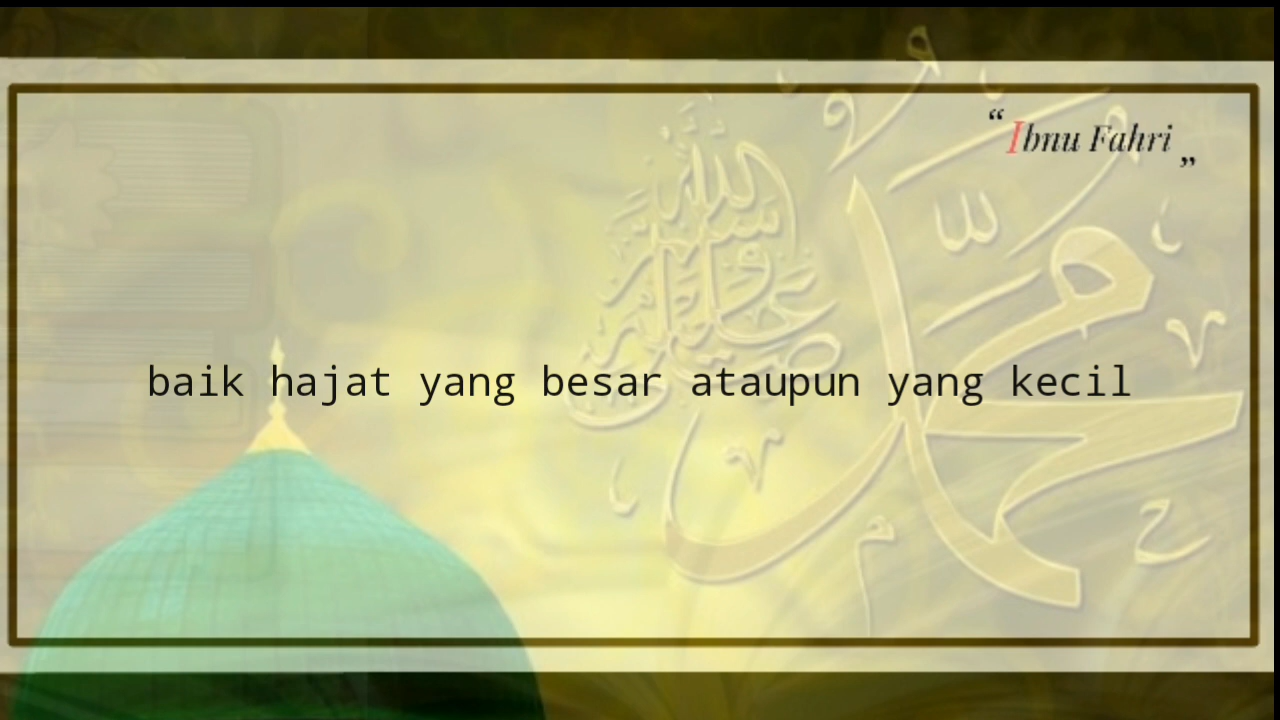 “Ibnu Fahri„
محمد
صلى الله عليه وسلم
baik hajat yang besar ataupun yang kecil